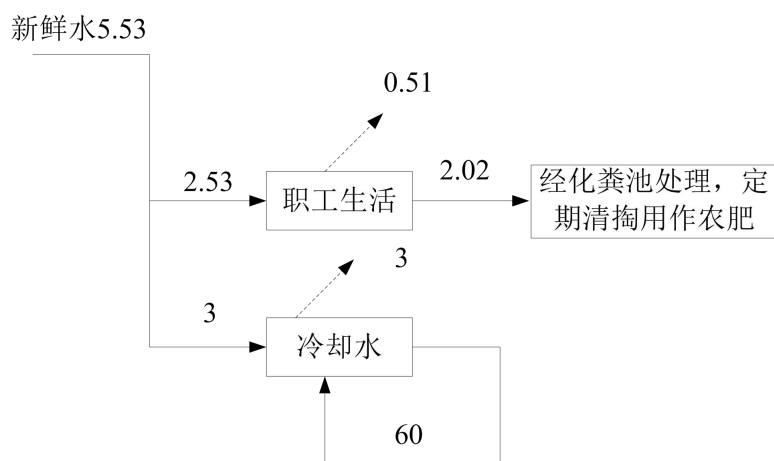 新鲜水5.53
0.51
2.53
职工生活
2.02
经化粪池处理，定
期清掏用作农肥
3
3
冷却水
60